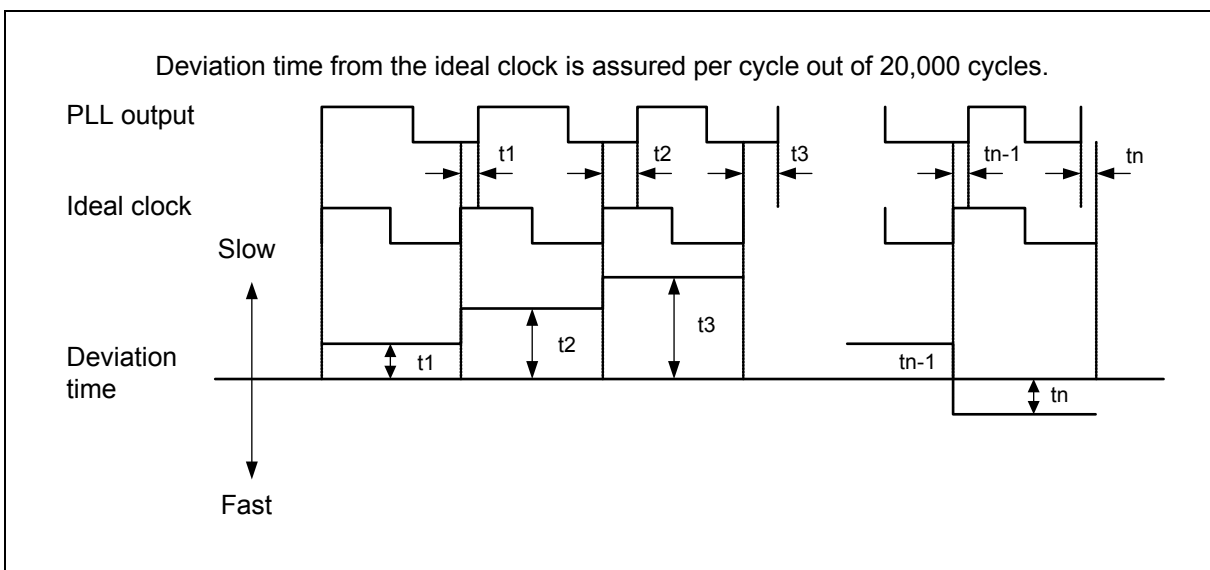 Deviation time from the ideal clock is assured per cycle out of 20,000 cycles.
PLL output
t1
t2
t3
tn-1
tn
Ideal clock
Slow
t1
t2
t3
Deviation
time
tn-1
tn
Fast